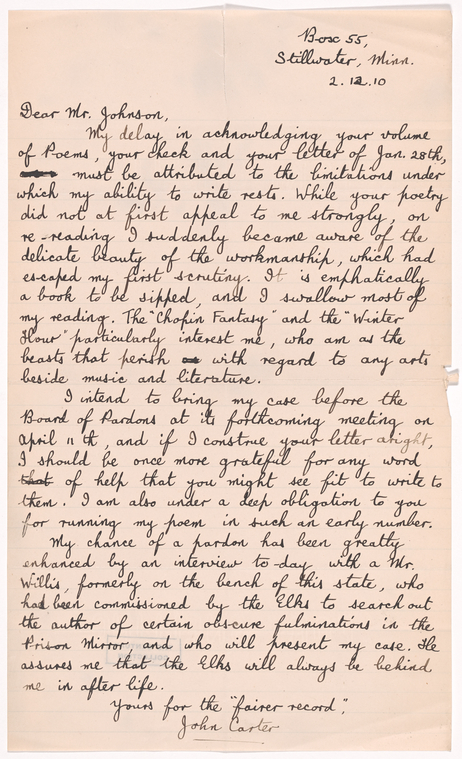 Box 55,
Stillwater, Minn.
2.12.10
Dear Mr. Johnson,
My delay in acknowledging your volume
of Poems, your check and your letter of Jan. 28th,
must be attributed to the limitations under
which my ability to write rests. While your poetry
did not at first appeal to me strongly, on
re-reading I suddenly became aware of the
delicate beauty of the workmanship, which had
escaped my first scrutiny. It is emphatically
a book to be sipped, and I swallow most of
my reading. The "Chopin Fantasy" and the "Winter
Hour" particularly interest me, who am as the
beasts that perish with regard to any arts
beside music and literature.
I intend to bring my case before the
Board of Pardons at its forthcoming meeting on
April 11th, and if I construe your letter aright,
I should be once more grateful for any word
that of help that you might see fit to write to
them. I am also under a deep obligation to you
for running my poem in such an early number.
My chance of a pardon has been greatly
enhanced by an interview to-day with a Mr.
Willis, formerly on the bench of this state, who
had been commissioned by the Elks to search out
the author of certain obscure fulminations in the
Prison Mirror, and who will present my case. He
assures me that the Elks will always be behind
me in after life.
Yours for the "fairer record",
John Carter